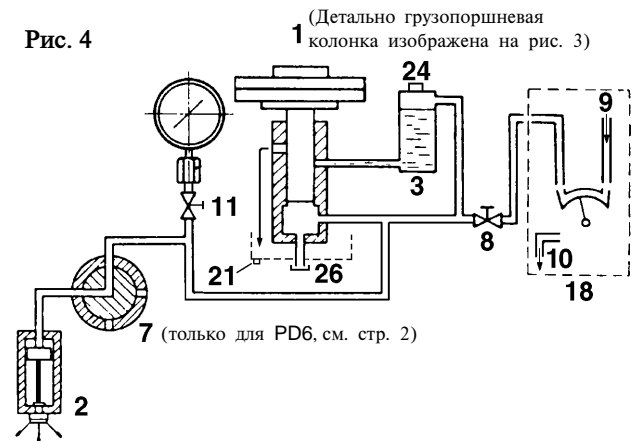 Рис. 4
1 (Детально грузопоршневая
колонка изображена на рис. 3)
24
9
3
11
8
10
21
26
18
7 (только для PD6, см. стр. 2)
2